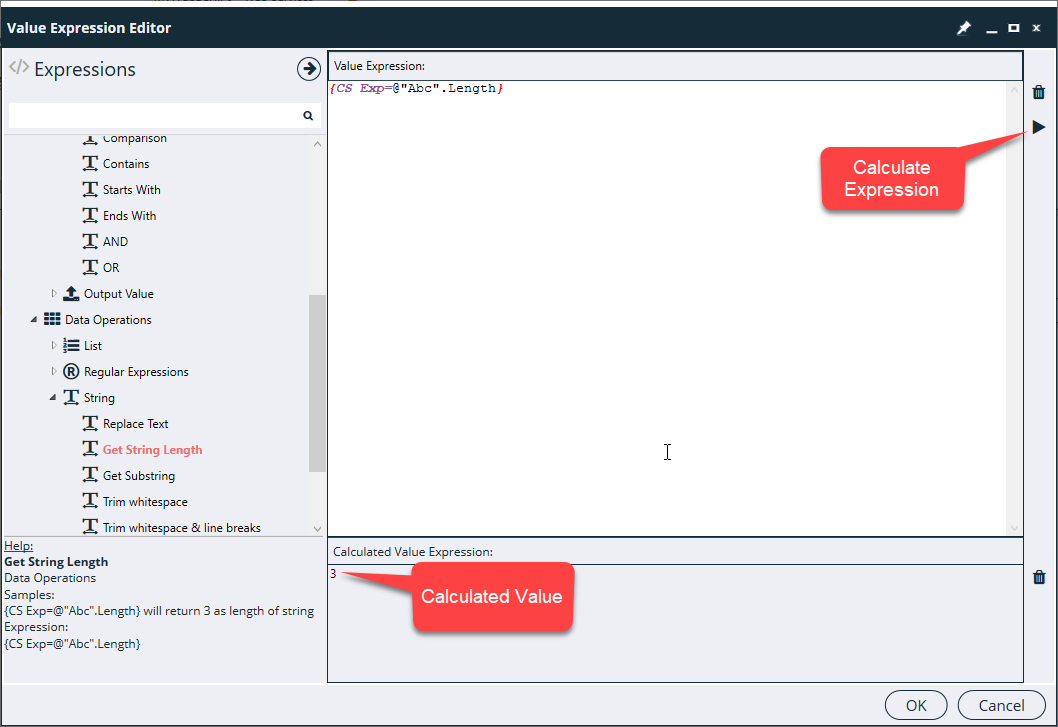 Value Expression Editor
Expressions
Comparison
Contains
Starts With
Ends With
AND
OR
Output Value
Data Operations
List
Regular Expressions
String
Replace Text
Get String Length
Get Substring
Trim whitespace
Trim whitespace & line breaks
Help:
Get String Length
Data Operations
Samples:
{CS Exp=@"Abc".Length} will return 3 as length of string
Expression:
{CS Exp=@"Abc".Length}
Value Expression:
{CS Exp=@"Abc".Length}
Calculate
Expression
Calculated Value Expression:
3
Calculated Value
OK
Cancel